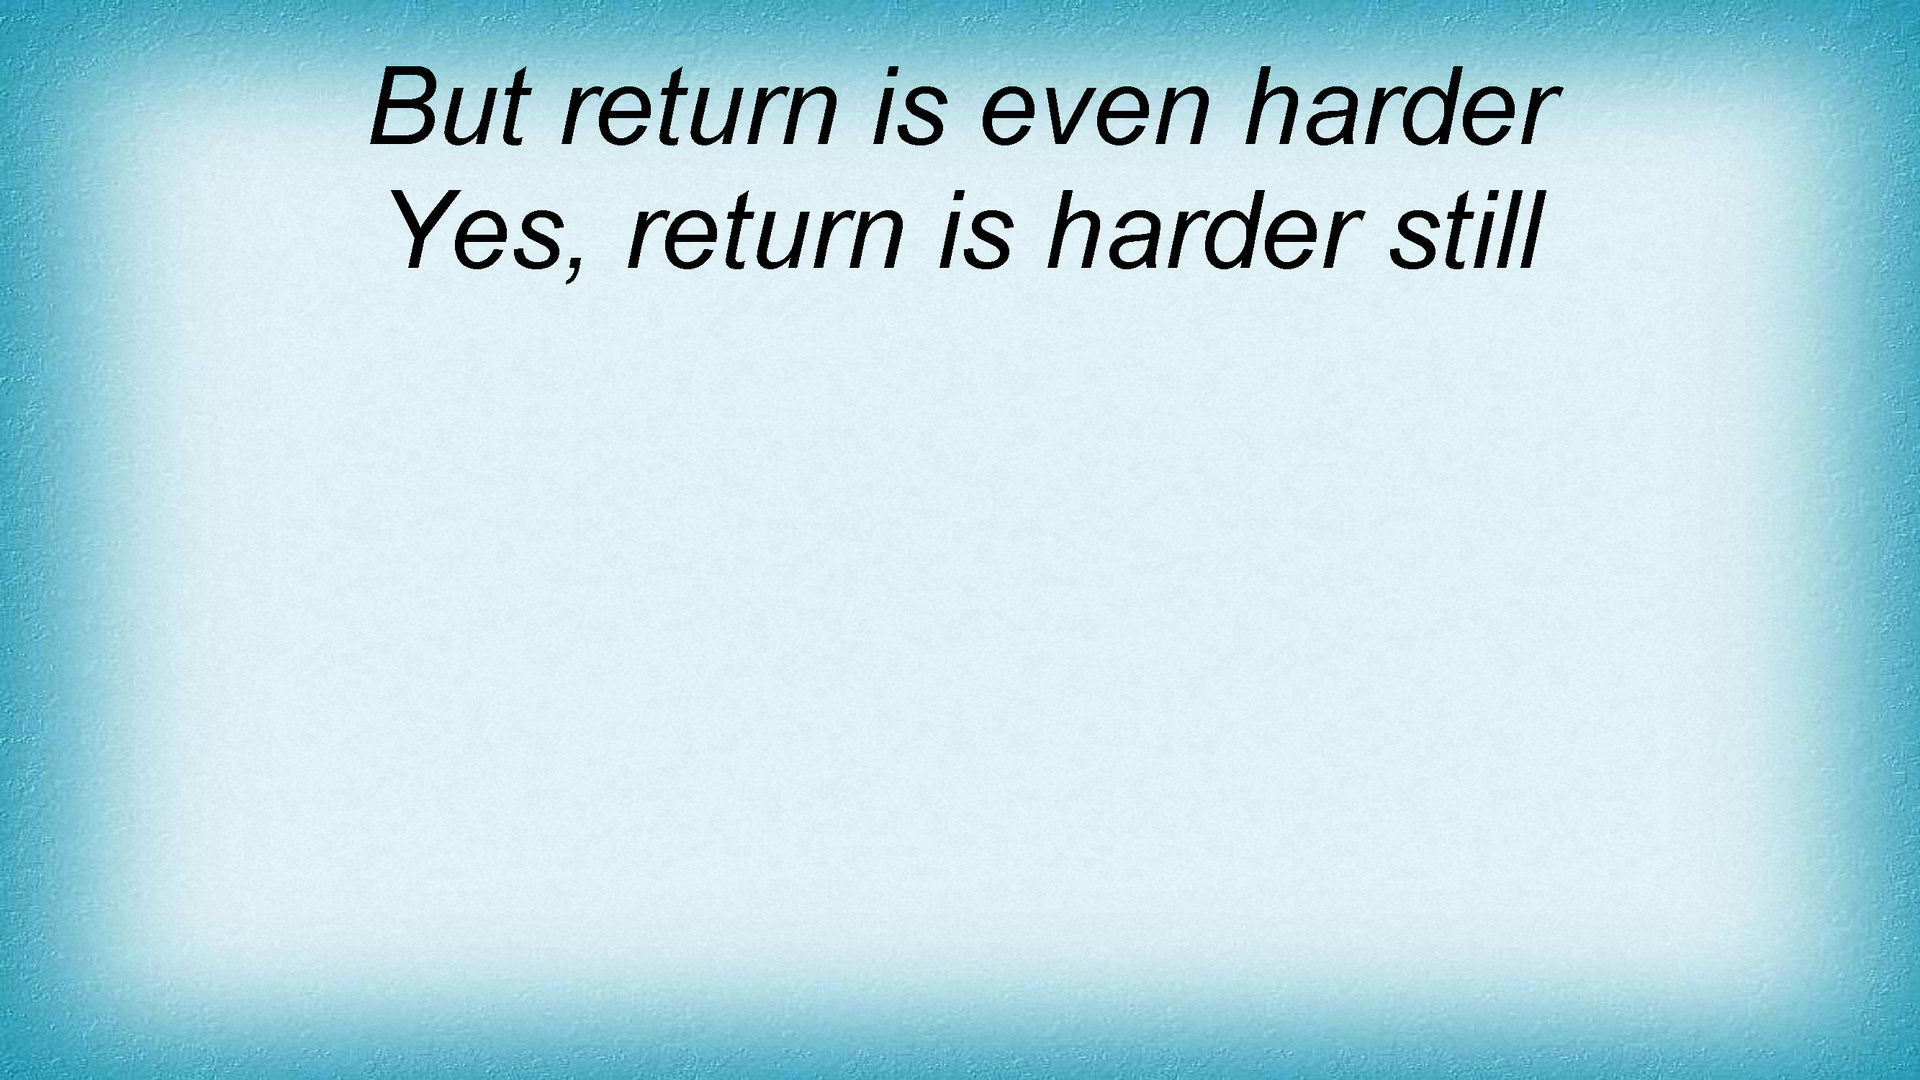 But return is even harder
Yes, return is harder still